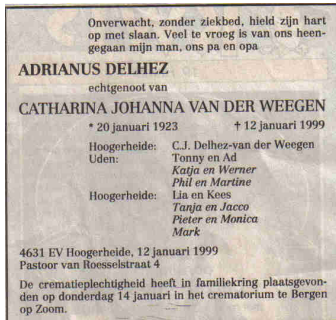 Onverwacht, zonder ziekbed, hield zijn hart
op met slaan. Veel te vroeg is van ons heen-
gegaan mijn man, ons pa en opa
ADRIANUS DELHEZ
echtgenoot van
CATHARINA JOHANNA VAN DER WEEGEN
* 20 januari 1923 † 12 januari 1999
Hoogerheide: C.J. Delhez-van der Weegen
Uden: Tonny en Ad
Katja en Werner
Phil en Martine
Hoogerheide: Lia en Kees
Tanja en Jacco
Pieter en Monica
Mark
4631 EV Hoogerheide, 12 januari 1999
Pastoor van Roesselstraat 4
De crematieplechtigheid heeft in familiekring plaatsgevon-
den op donderdag 14 januari in het crematorium te Bergen
op Zoom.